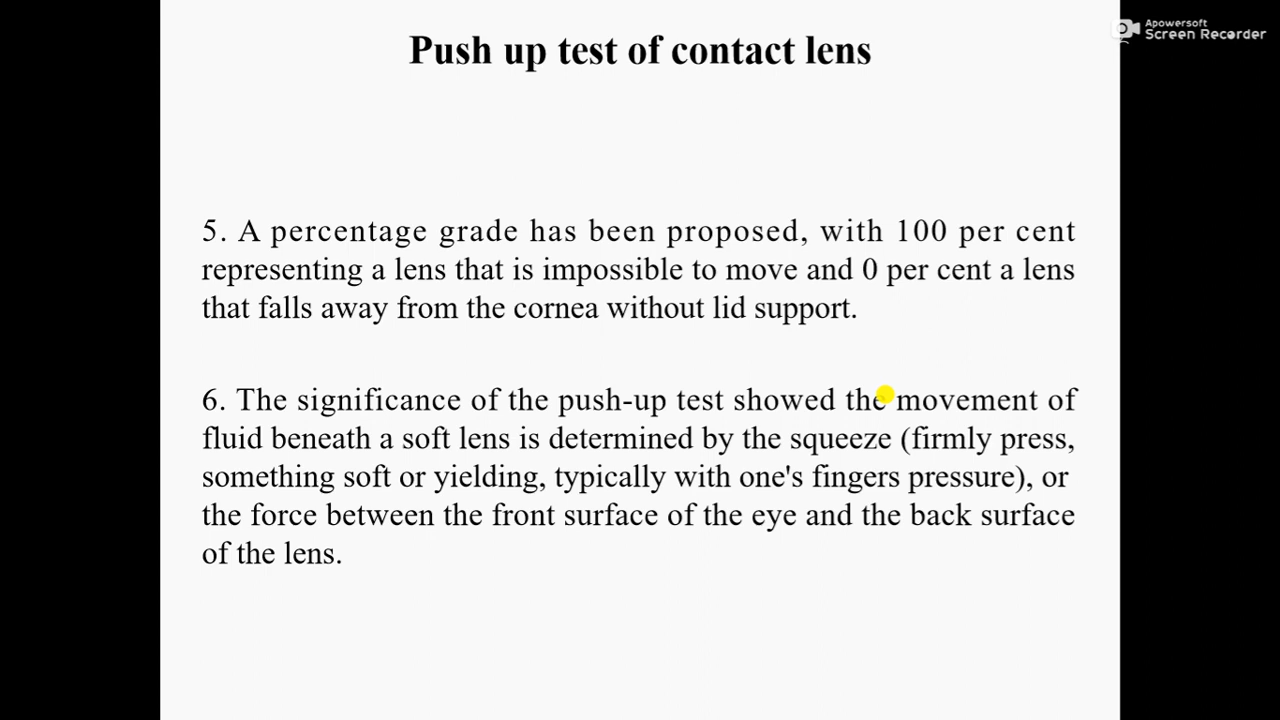 Push up test of contact lens
Apowersoft
Screen Recorder
5. A percentage grade has been proposed, with 100 per cent
representing a lens that is impossible to move and 0 per cent a lens
that falls away from the cornea without lid support.
6. The significance of the push-up test showed the movement of
fluid beneath a soft lens is determined by the squeeze (firmly press,
something soft or yielding, typically with one's fingers pressure), or
the force between the front surface of the eye and the back surface
of the lens.